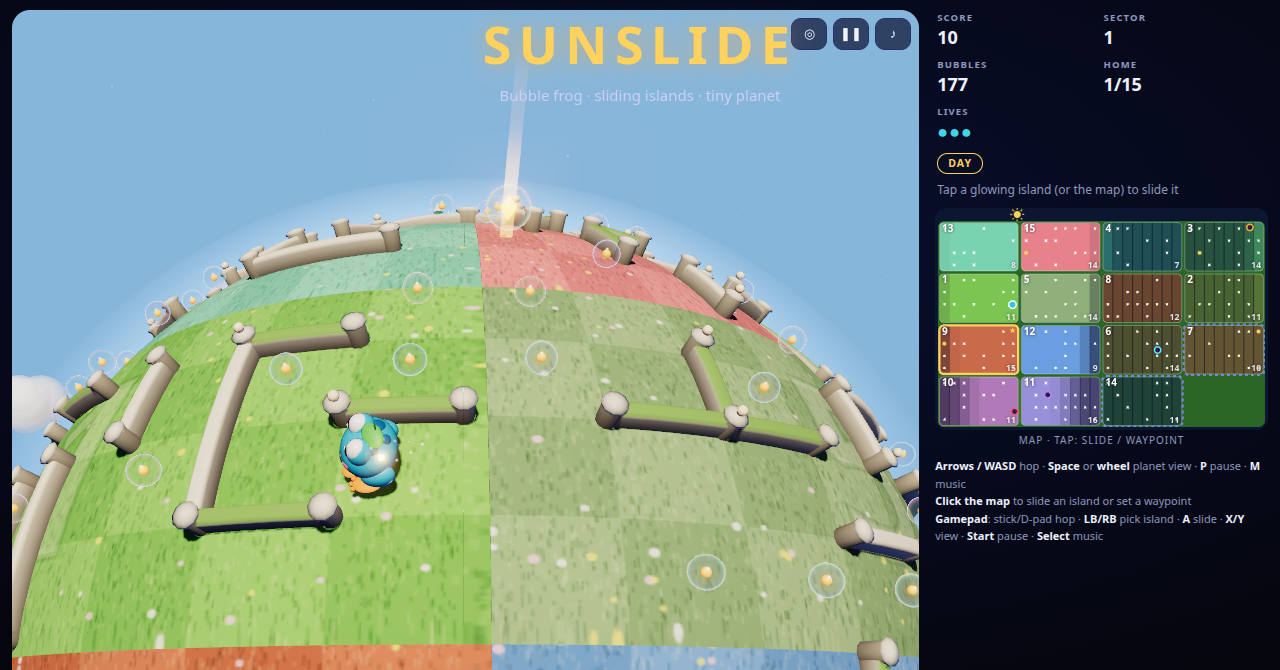 SUNSLIDE
Bubble frog · sliding islands · tiny planet
SCORE
10
SECTOR
1
BUBBLES
177
HOME
1/15
LIVES
DAY
Tap a glowing island (or the map) to slide it
13 15 4 3
8 14 7 14
1 5 8 2
11 14 12 11
9 12 6 7
15 9 14 10
10 11 14
11 16 11
MAP · TAP: SLIDE / WAYPOINT
Arrows / WASD hop · Space or wheel planet view · P pause · M
music
Click the map to slide an island or set a waypoint
Gamepad: stick/D-pad hop · LB/RB pick island · A slide · X/Y
view · Start pause · Select music